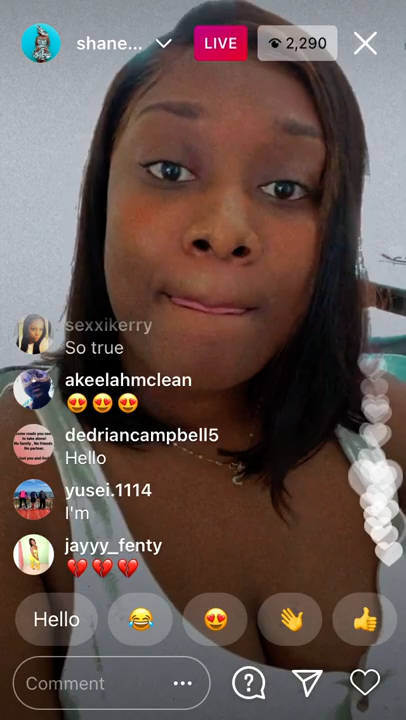 shane...
LIVE
2,290
sexxikerry
So true
akeelahmclean
😍😍😍
dedriancampbell5
Hello
yusei.1114
I'm
jayyy_fenty
💔💔💔
Hello 😂 😍 👋 👍
Comment